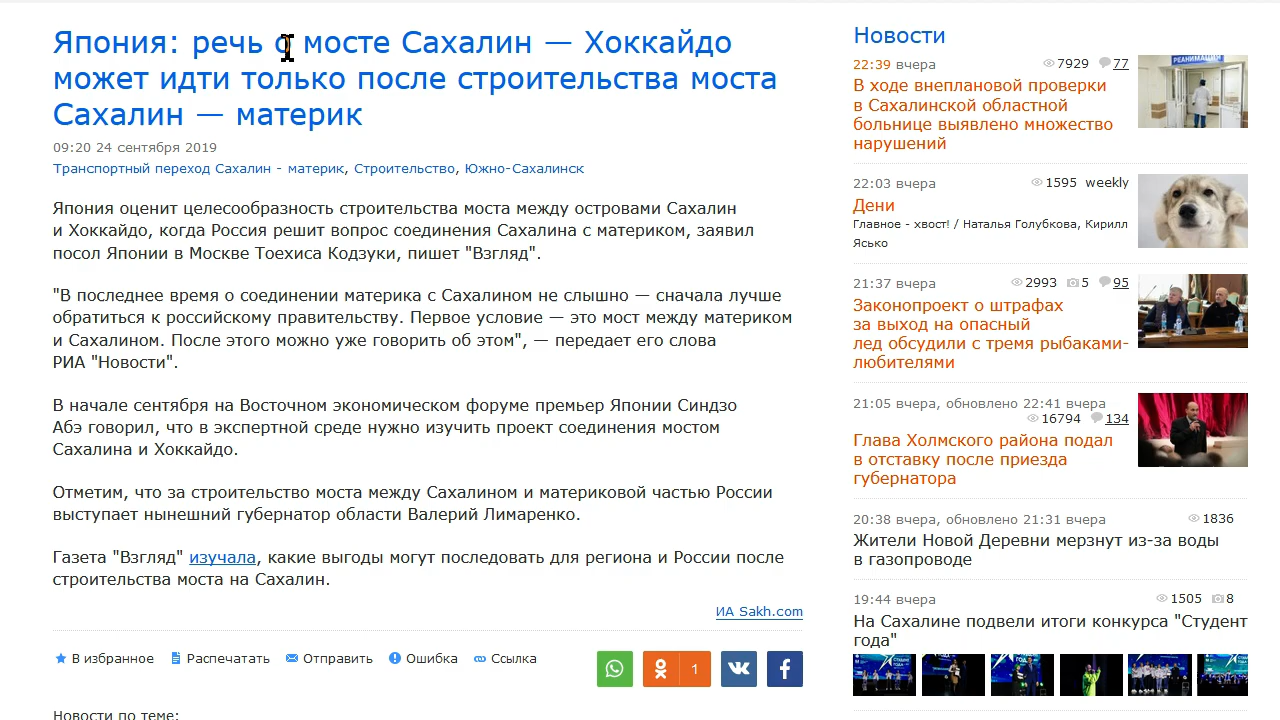 Япония: речь о мосте Сахалин — Хоккайдо
может идти только после строительства моста
Сахалин — материк
09:20 24 сентября 2019
Транспортный переход Сахалин - материк, Строительство, Южно-Сахалинск
Япония оценит целесообразность строительства моста между островами Сахалин
и Хоккайдо, когда Россия решит вопрос соединения Сахалина с материком, заявил
посол Японии в Москве Тоехиса Кодзуки, пишет "Взгляд".
"В последнее время о соединении материка с Сахалином не слышно — сначала лучше
обратиться к российскому правительству. Первое условие — это мост между материком
и Сахалином. После этого можно уже говорить об этом", — передает его слова
РИА "Новости".
В начале сентября на Восточном экономическом форуме премьер Японии Синдзо
Абэ говорил, что в экспертной среде нужно изучить проект соединения мостом
Сахалина и Хоккайдо.
Отметим, что за строительство моста между Сахалином и материковой частью России
выступает нынешний губернатор области Валерий Лимаренко.
Газета "Взгляд" изучала, какие выгоды могут последовать для региона и России после
строительства моста на Сахалин.
ИА Sakh.com
В избранное Распечатать Отправить Ошибка Ссылка
1
Новости по теме:
Новости
22:39 вчера 7929 77
В ходе внеплановой проверки
в Сахалинской областной
больнице выявлено множество
нарушений
РЕАНИМАЦИЯ
22:03 вчера 1595 weekly
Дени
Главное - хвост! / Наталья Голубкова, Кирилл
Ясько
21:37 вчера 2993 5 95
Законопроект о штрафах
за выход на опасный
лед обсудили с тремя рыбаками-
любителями
21:05 вчера, обновлено 22:41 вчера
16794 134
Глава Холмского района подал
в отставку после приезда
губернатора
20:38 вчера, обновлено 21:31 вчера 1836
Жители Новой Деревни мерзнут из-за воды
в газопроводе
19:44 вчера 1505 8
На Сахалине подвели итоги конкурса "Студент
года"